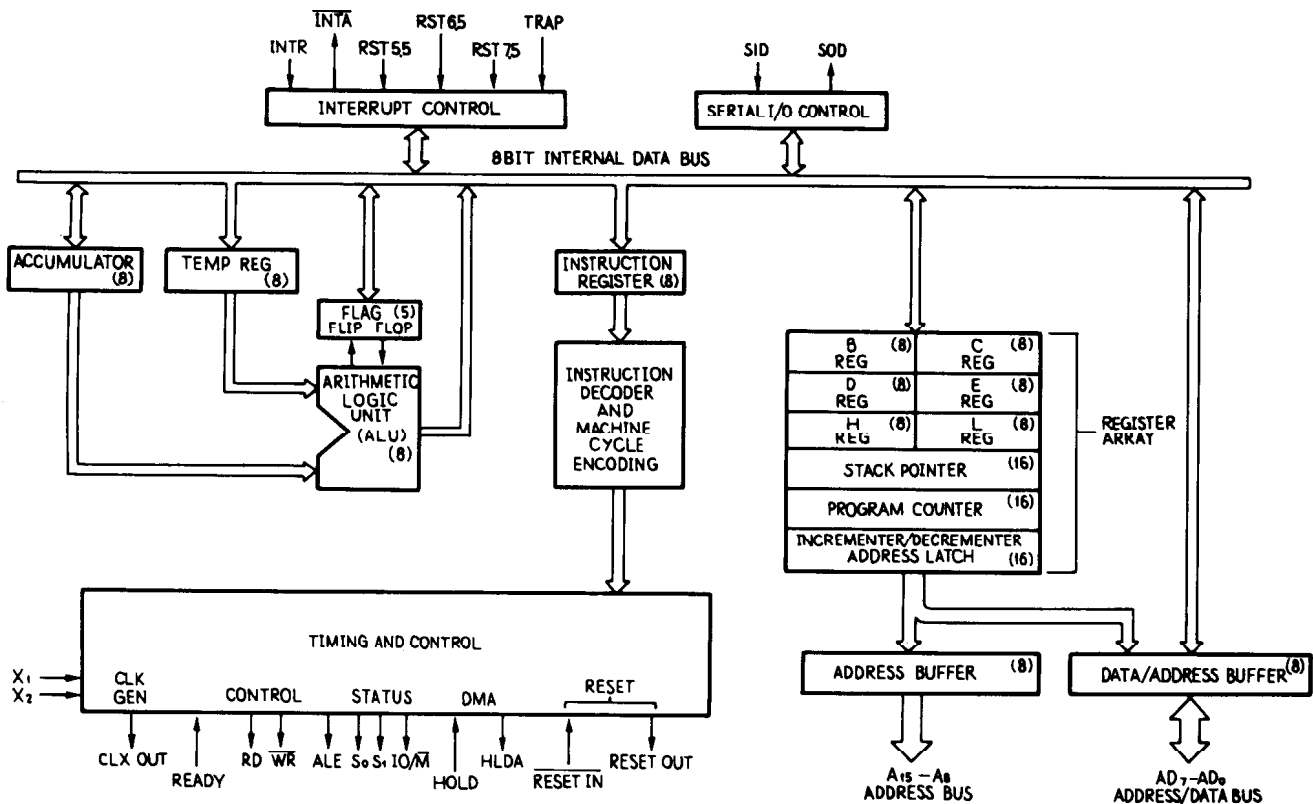 INTR
INTA
RST5,5
RST6,5
RST7,5
TRAP
SID
SOD
INTERRUPT CONTROL
SERIAL I/O CONTROL
8BIT INTERNAL DATA BUS
ACCUMULATOR
(8)
TEMP REG
(8)
FLAG (5)
FLIP FLOP
ARITHMETIC
LOGIC
UNIT
(ALU)
(8)
INSTRUCTION
REGISTER (8)
INSTRUCTION
DECODER
AND
MACHINE
CYCLE
ENCODING
B (8)
REG
C (8)
REG
D (8)
REG
E (8)
REG
H (8)
REG
L (8)
REG
STACK POINTER (16)
PROGRAM COUNTER (16)
INCREMENTER/DECREMENTER
ADDRESS LATCH (16)
REGISTER
ARRAY
TIMING AND CONTROL
X1
X2
CLK
GEN
CONTROL
STATUS
DMA
RESET
CLX OUT
READY
RD
WR
ALE
S0
S1
IO/M
HOLD
HLDA
RESET IN
RESET OUT
ADDRESS BUFFER (8)
DATA/ADDRESS BUFFER (8)
A15-A8
ADDRESS BUS
AD7-AD0
ADDRESS/DATA BUS